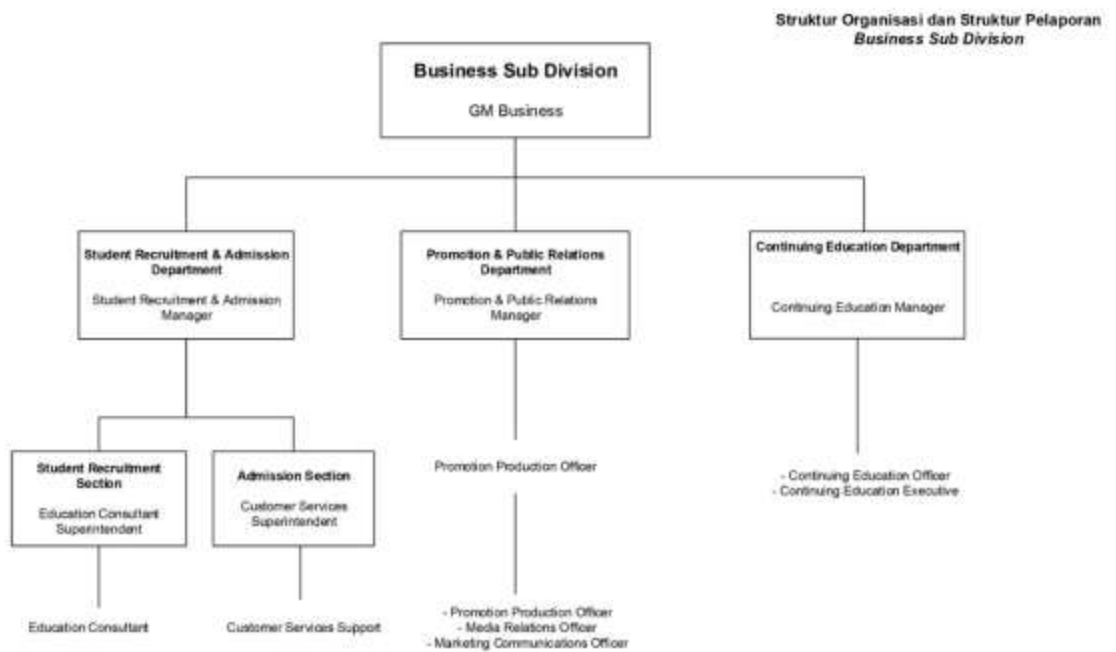 Struktur Organisasi dan Struktur Pelaporan
Business Sub Division
Business Sub Division
GM Business
Student Recruitment & Admission
Department
Student Recruitment & Admission
Manager
Promotion & Public Relations
Department
Promotion & Public Relations
Manager
Continuing Education Department
Continuing Education Manager
Student Recruitment
Section
Education Consultant
Superintendent
Admission Section
Customer Services
Superintendent
Promotion Production Officer
- Continuing Education Officer
- Continuing Education Executive
Education Consultant
Customer Services Support
- Promotion Production Officer
- Media Relations Officer
- Marketing Communications Officer